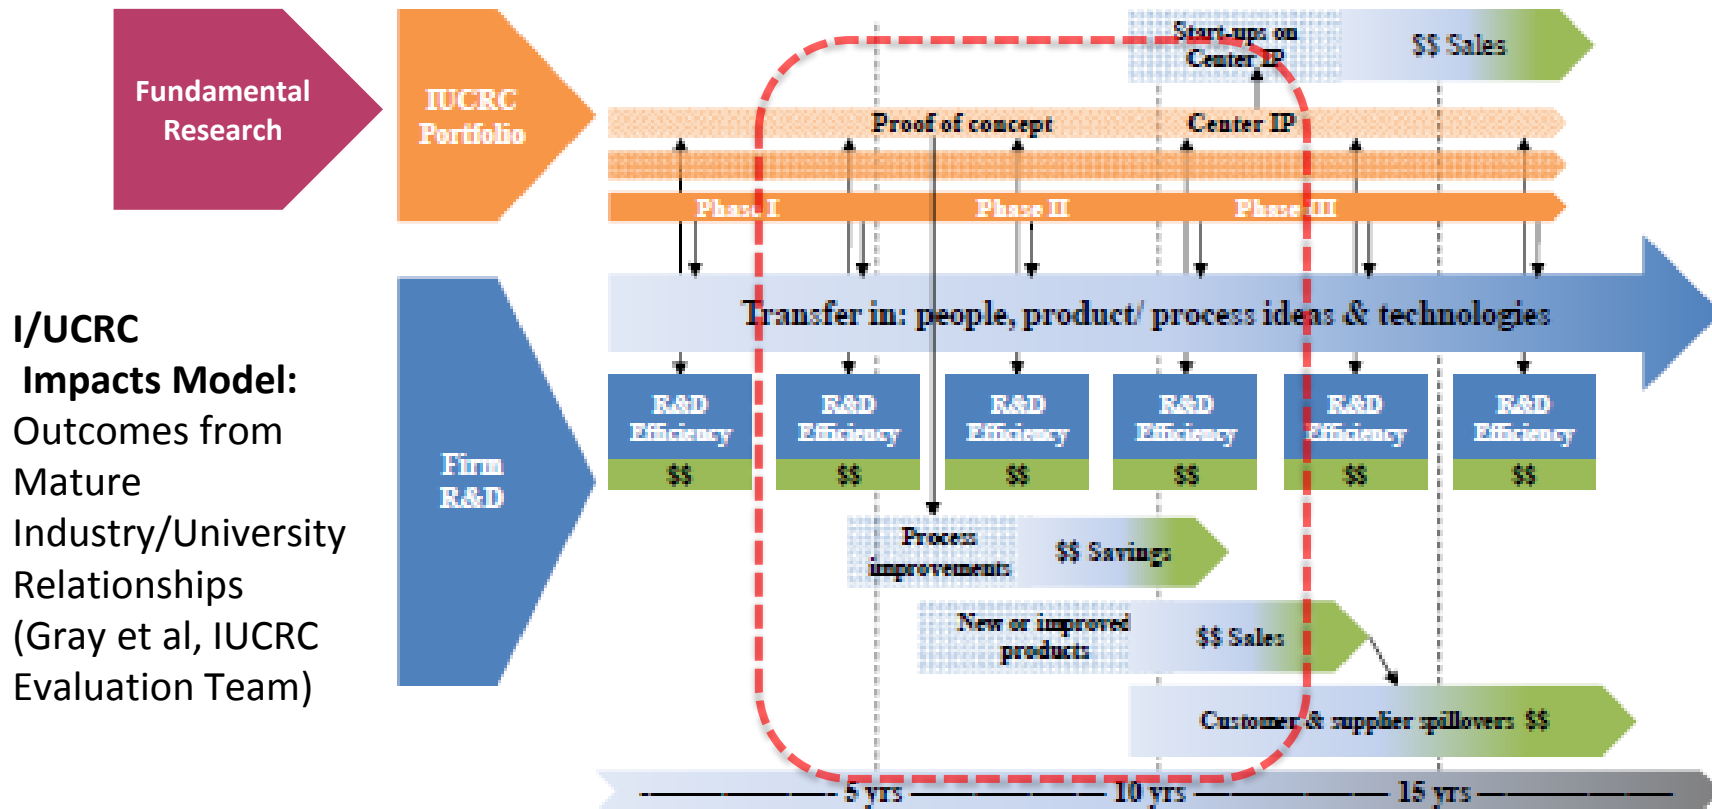 Fundamental
Research
IUCRC
Portfolio
Start-ups on
Center IP
$$ Sales
Proof of concept
Center IP
Phase I
Phase II
Phase III
Transfer in: people, product/ process ideas & technologies
I/UCRC
Impacts Model:
Outcomes from
Mature
Industry/University
Relationships
(Gray et al, IUCRC
Evaluation Team)
Firm
R&D
R&D
Efficiency
$$
R&D
Efficiency
$$
R&D
Efficiency
$$
R&D
Efficiency
$$
R&D
Efficiency
$$
R&D
Efficiency
$$
Process
improvements
$$ Savings
New or improved
products
$$ Sales
Customer & supplier spillovers $$
5 yrs
10 yrs
15 yrs